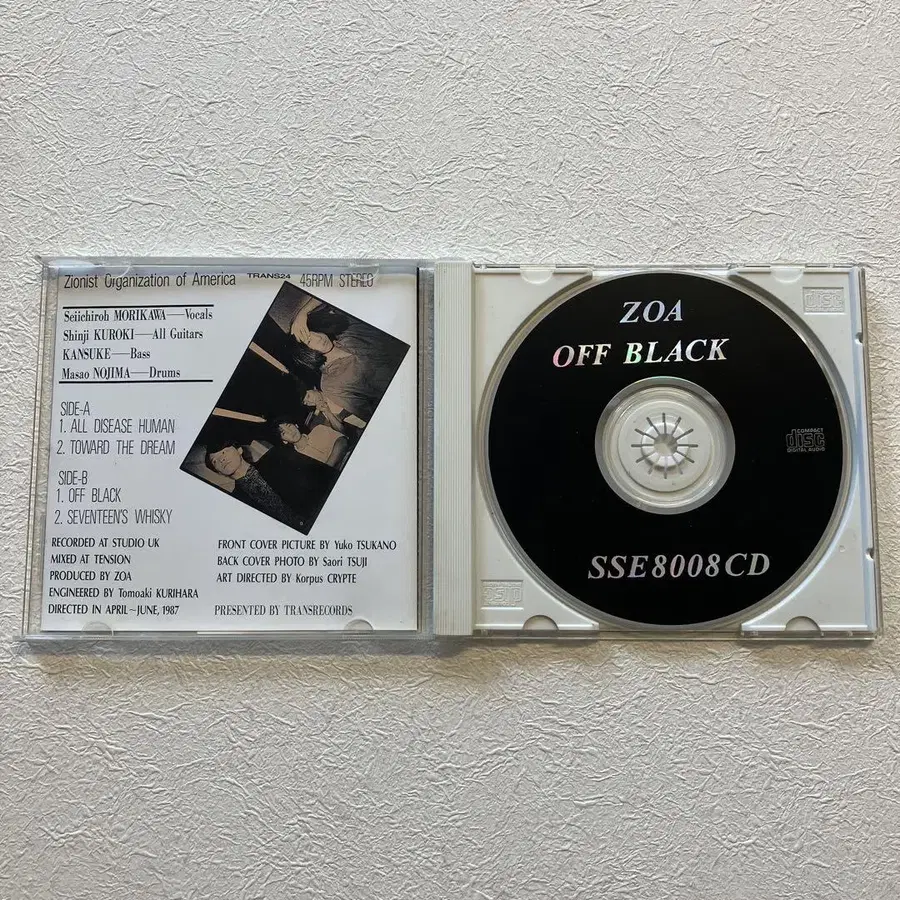 Zionist Organization of America TRANS24 45RPM STEREO
Seiichiroh MORIKAWA—Vocals
Shinji KUROKI—All Guitars
KANSUKE—Bass
Masao NOJIMA—Drums
SIDE-A
1. ALL DISEASE HUMAN
2. TOWARD THE DREAM
SIDE-B
1. OFF BLACK
2. SEVENTEEN'S WHISKY
RECORDED AT STUDIO UK
MIXED AT TENSION
PRODUCED BY ZOA
ENGINEERED BY Tomoaki KURIHARA
DIRECTED IN APRIL~JUNE, 1987
FRONT COVER PICTURE BY Yuko TSUKANO
BACK COVER PHOTO BY Saori TSUJI
ART DIRECTED BY Korpus CRYPTE
PRESENTED BY TRANSRECORDS
ZOA
OFF BLACK
COMPACT
disc
DIGITAL AUDIO
SSE8008CD